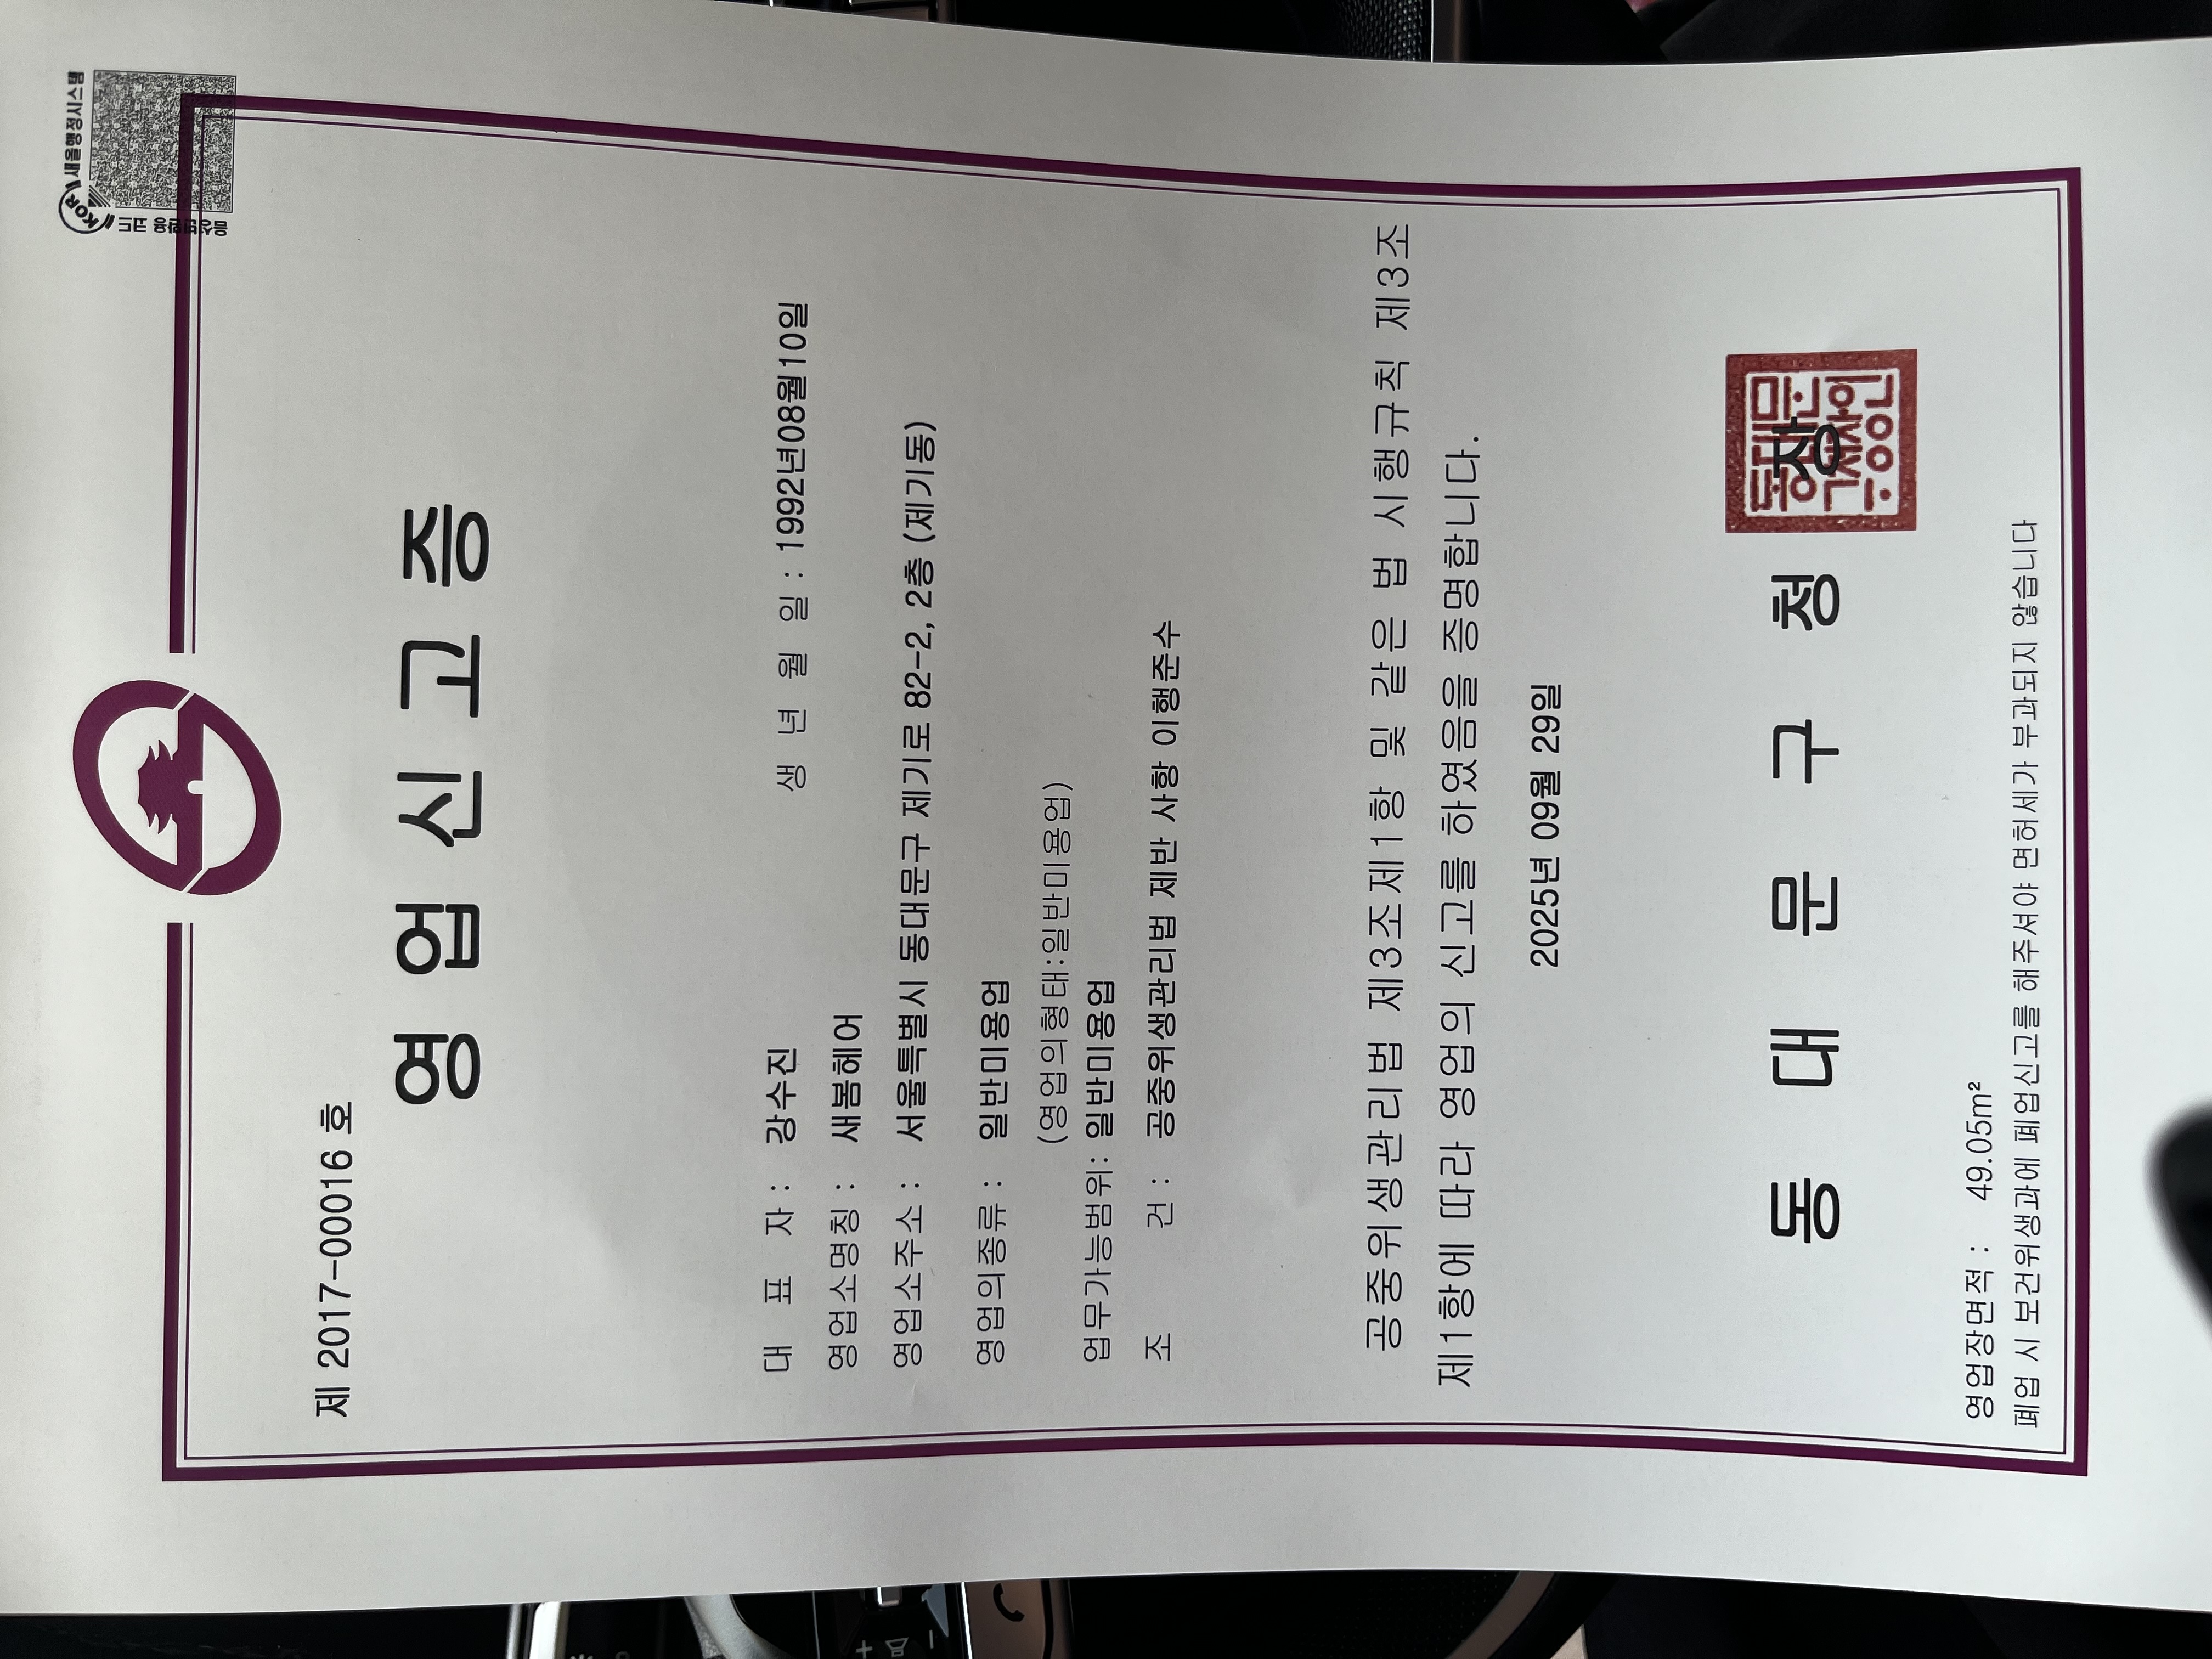 새올행정시스템
KOR
음성변환용 코드
제 2017-00016 호
영 업 신 고 증
대 표 자 : 강수진 생 년 월 일 : 1992년08월10일
영업소명칭 : 새봄헤어
영업소주소 : 서울특별시 동대문구 제기로 82-2, 2층 (제기동)
영업의종류 : 일반미용업
(영업의형태:일반미용업)
업무가능범위: 일반미용업
조 건 : 공중위생관리법 제반 사항 이행준수
공중위생관리법 제3조제1항 및 같은 법 시행규칙 제3조
제1항에 따라 영업의 신고를 하였음을 증명합니다.
2025년 09월 29일
동 대 문 구 청 장
영업장면적 : 49.05m²
폐업 시 보건위생과에 폐업신고를 해주셔야 면허세가 부과되지 않습니다